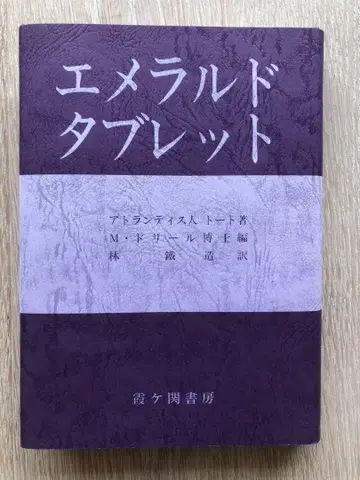 エメラルド
タブレット
アトランティス人 トート著
M・ドリール博士編
林 鐵造訳
霞ケ関書房